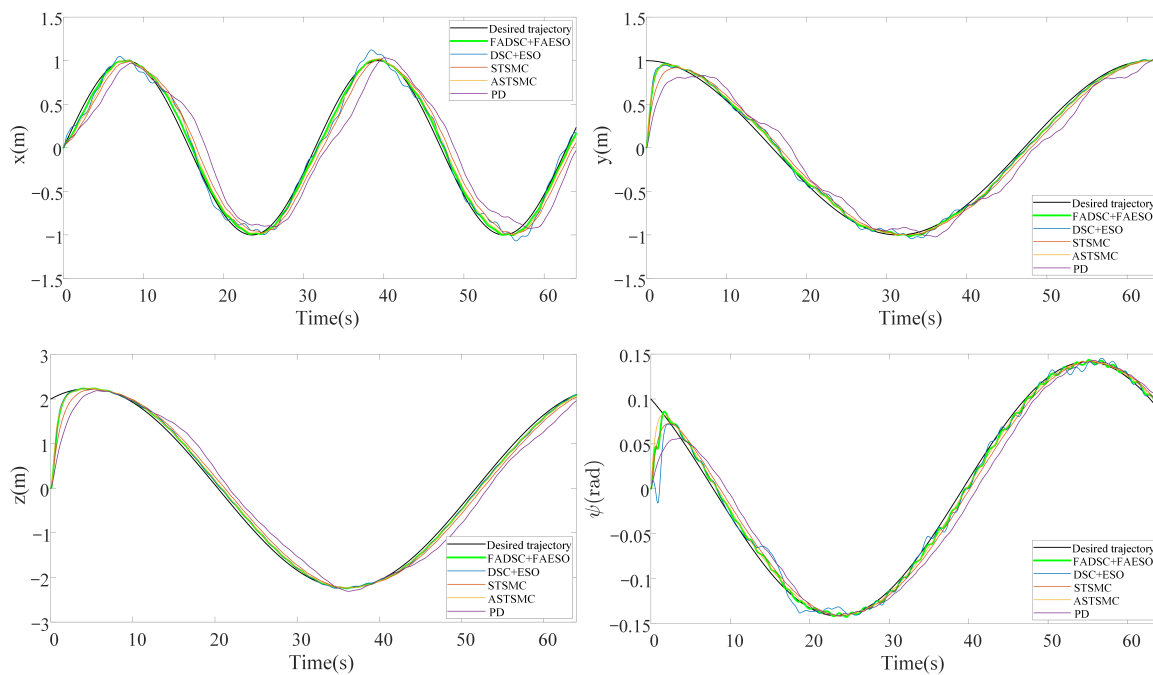 1.5
1
0.5
0
−0.5
−1
−1.5
x(m)
0 10 20 30 40 50 60
Time(s)
Desired trajectory
FADSC+FAESO
DSC+ESO
STSMC
ASTSMC
PD
1.5
1
0.5
0
−0.5
−1
−1.5
y(m)
0 10 20 30 40 50 60
Time(s)
Desired trajectory
FADSC+FAESO
DSC+ESO
STSMC
ASTSMC
PD
3
2
1
0
−1
−2
−3
z(m)
0 10 20 30 40 50 60
Time(s)
Desired trajectory
FADSC+FAESO
DSC+ESO
STSMC
ASTSMC
PD
0.15
0.1
0.05
0
−0.05
−0.1
−0.15
ψ(rad)
0 10 20 30 40 50 60
Time(s)
Desired trajectory
FADSC+FAESO
DSC+ESO
STSMC
ASTSMC
PD